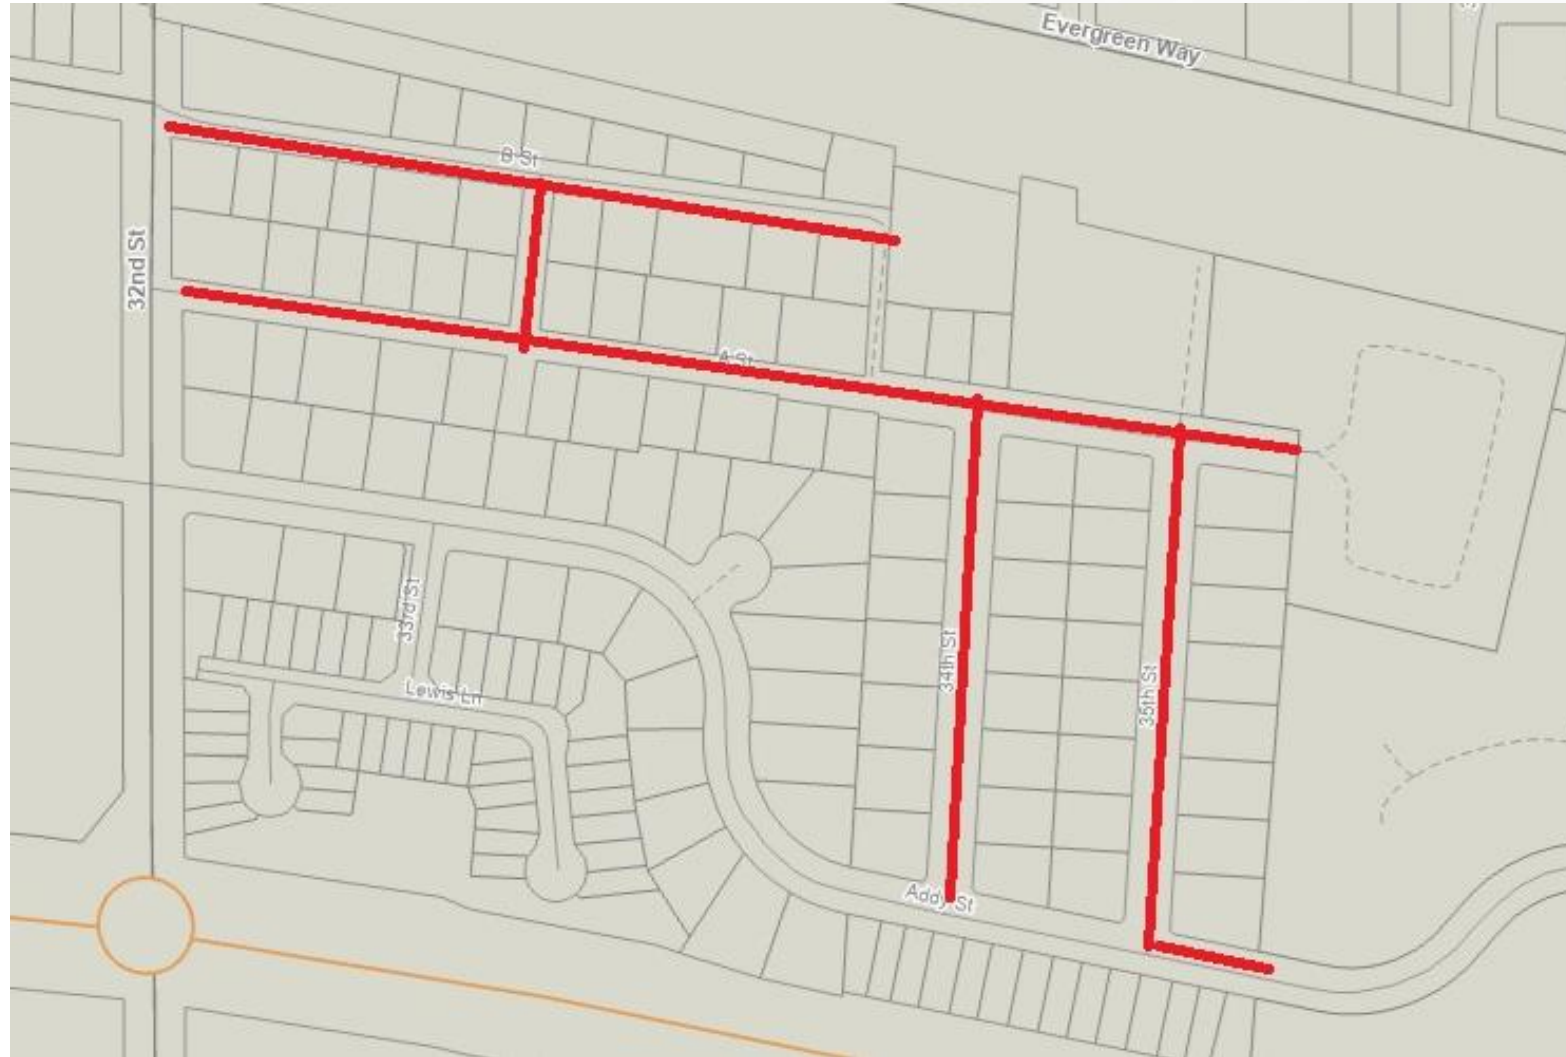 Evergreen Way
B St
32nd St
A St
33rd St
34th St
35th St
Lewis Ln
Addy St